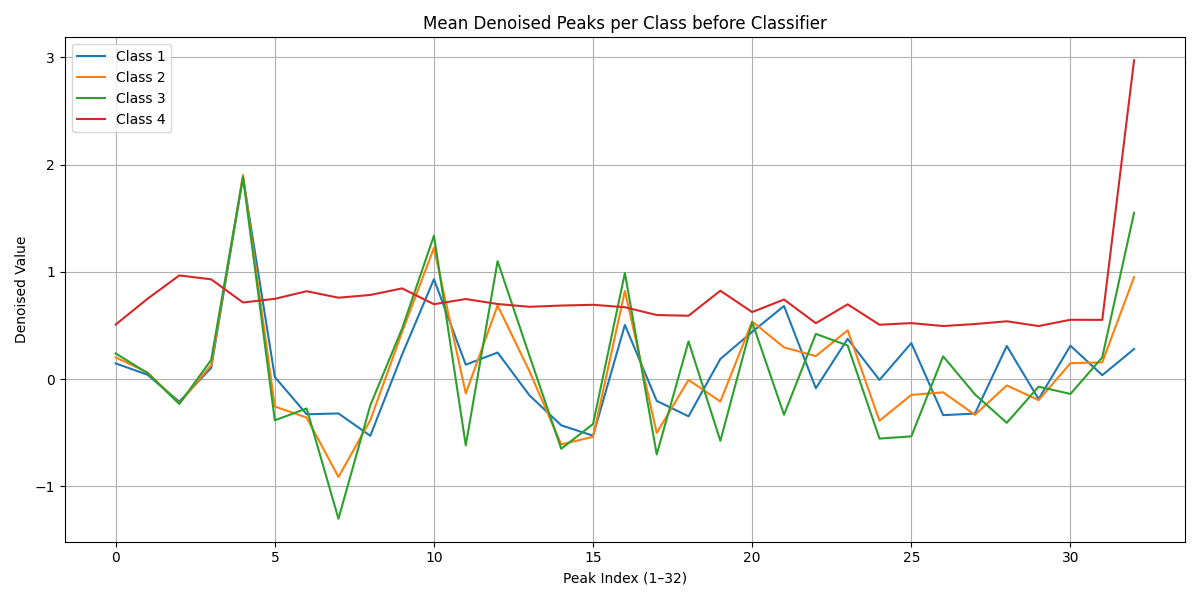 Mean Denoised Peaks per Class before Classifier
Class 1
Class 2
Class 3
Class 4
Denoised Value
3
2
1
0
−1
0 5 10 15 20 25 30
Peak Index (1–32)